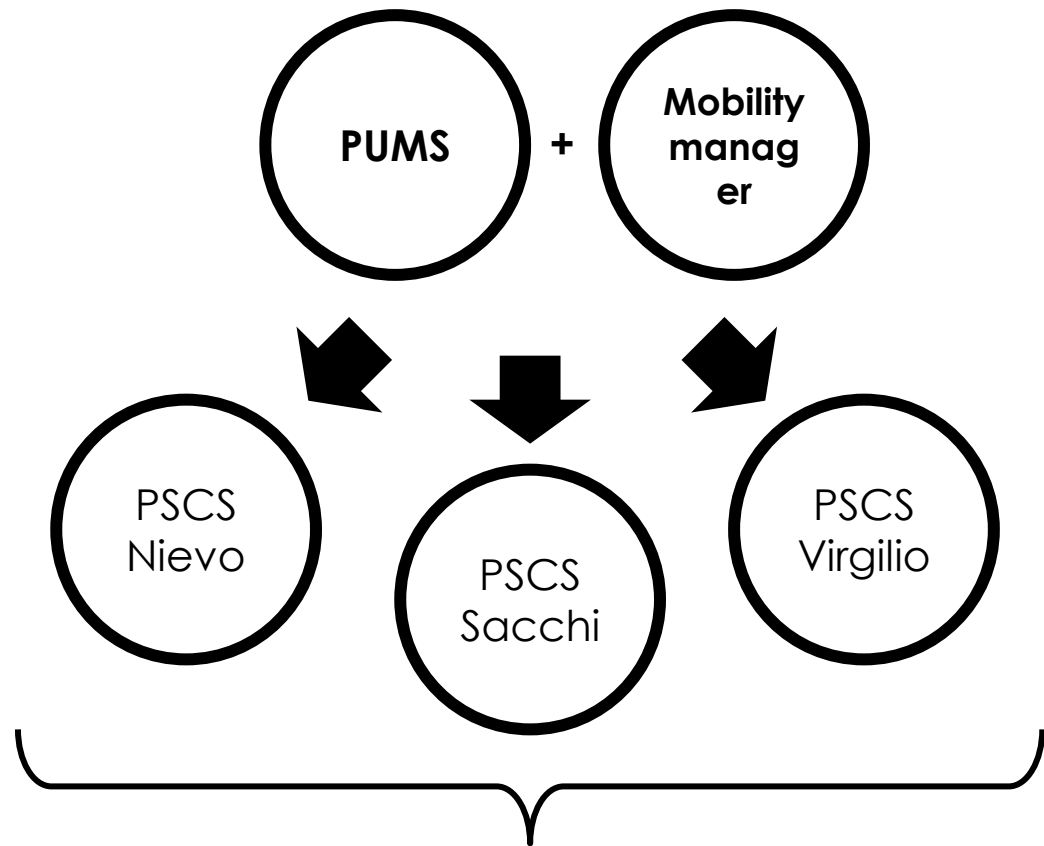 PUMS
+
Mobility
manag
er
PSCS
Nievo
PSCS
Sacchi
PSCS
Virgilio